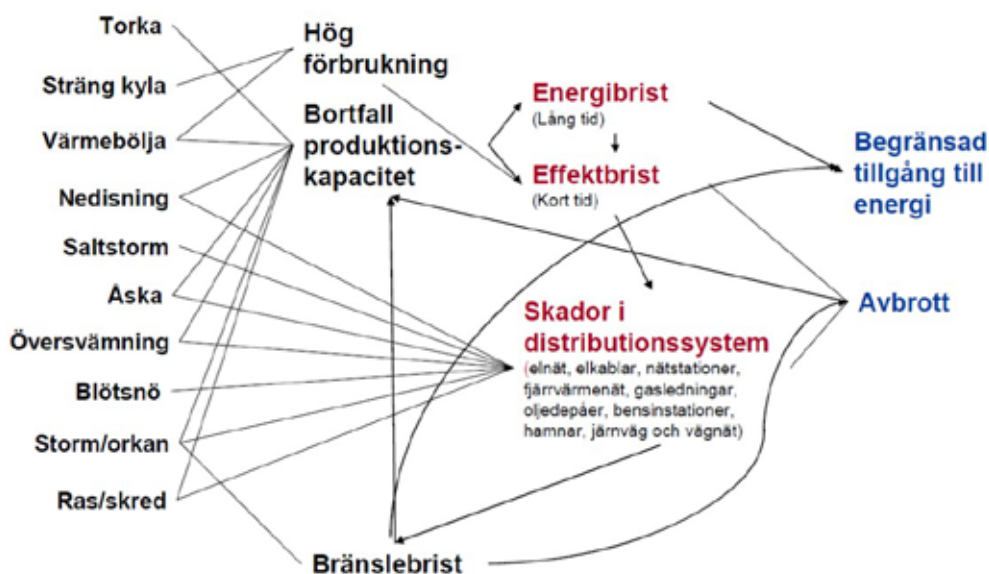 Torka
Sträng kyla
Värmebölja
Nedisning
Saltstorm
Åska
Översvämning
Blötsnö
Storm/orkan
Ras/skred
Hög
förbrukning
Bortfall
produktions-
kapacitet
Bränslebrist
Energibrist
(Lång tid)
Effektbrist
(Kort tid)
Skador i
distributionssystem
(elnät, elkablar, nätstationer,
fjärrvärmenät, gasledningar,
oljedepåer, bensinstationer,
hamnar, järnväg och vägnät)
Begränsad
tillgång till
energi
Avbrott